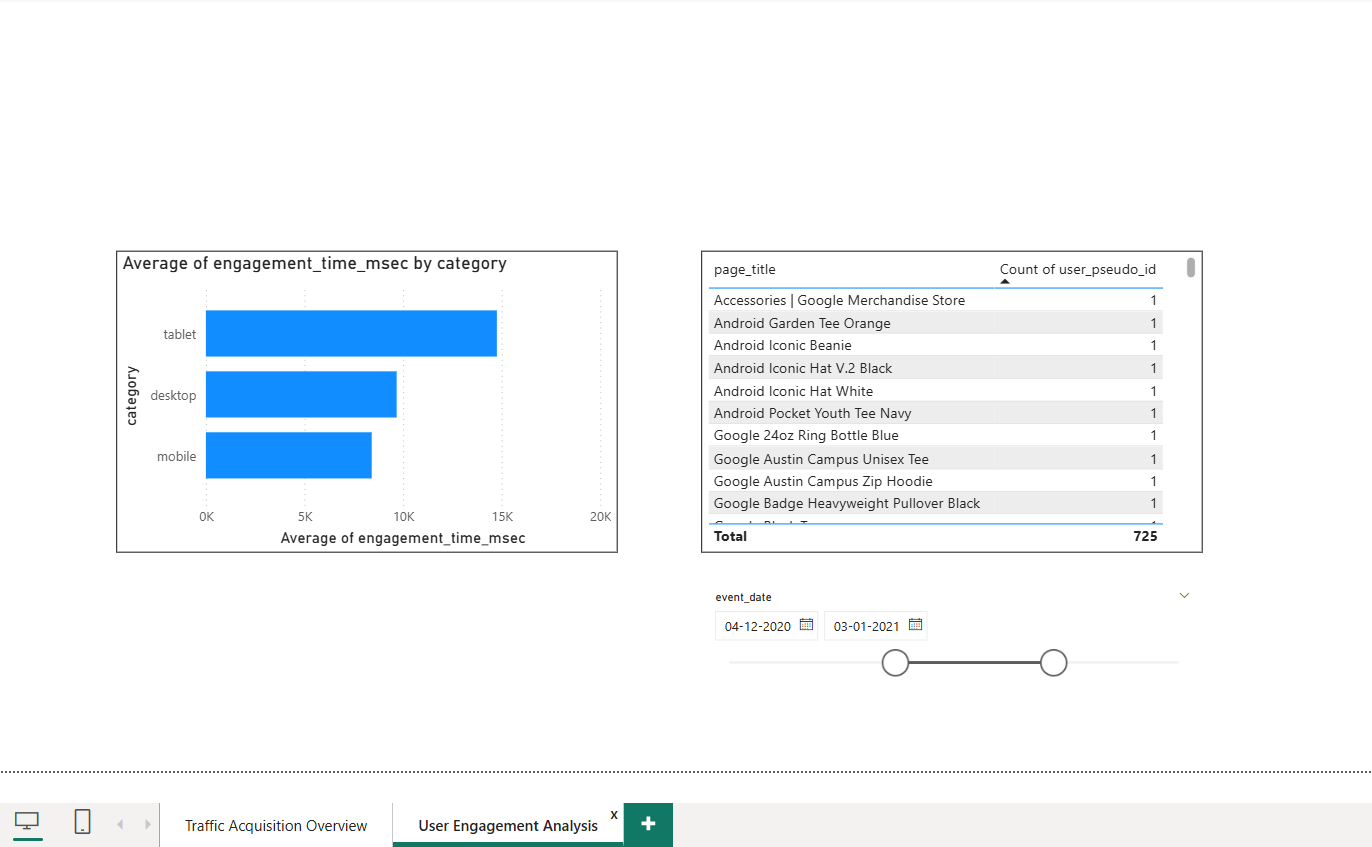 Average of engagement_time_msec by category
category
tablet
desktop
mobile
0K 5K 10K 15K 20K
Average of engagement_time_msec
page_title Count of user_pseudo_id
Accessories | Google Merchandise Store 1
Android Garden Tee Orange 1
Android Iconic Beanie 1
Android Iconic Hat V.2 Black 1
Android Iconic Hat White 1
Android Pocket Youth Tee Navy 1
Google 24oz Ring Bottle Blue 1
Google Austin Campus Unisex Tee 1
Google Austin Campus Zip Hoodie 1
Google Badge Heavyweight Pullover Black 1
Total 725
event_date
04-12-2020 03-01-2021
Traffic Acquisition Overview User Engagement Analysis x +